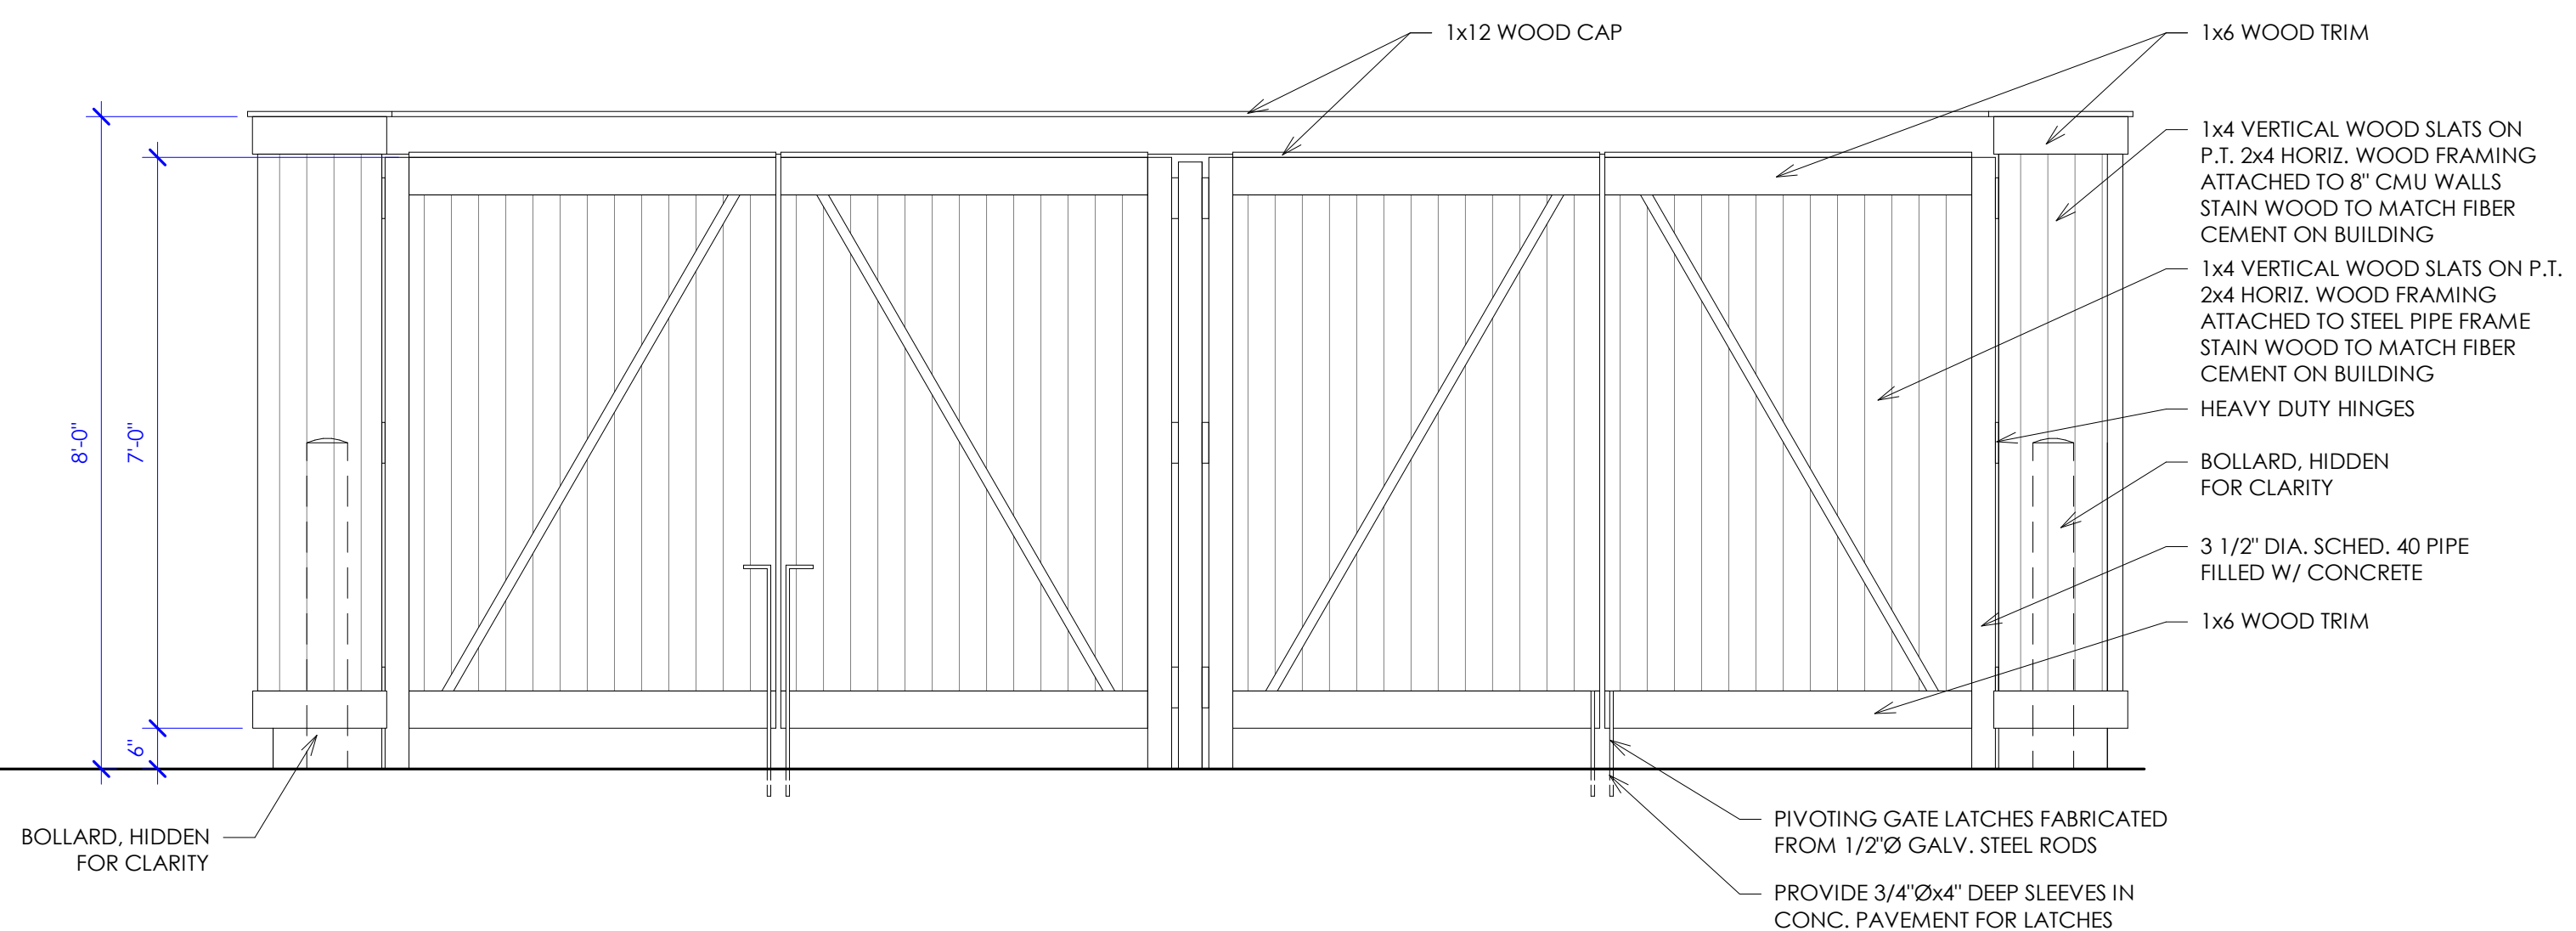 1x12 WOOD CAP
1x6 WOOD TRIM
1x4 VERTICAL WOOD SLATS ON
P.T. 2x4 HORIZ. WOOD FRAMING
ATTACHED TO 8" CMU WALLS
STAIN WOOD TO MATCH FIBER
CEMENT ON BUILDING
1x4 VERTICAL WOOD SLATS ON P.T.
2x4 HORIZ. WOOD FRAMING
ATTACHED TO STEEL PIPE FRAME
STAIN WOOD TO MATCH FIBER
CEMENT ON BUILDING
HEAVY DUTY HINGES
BOLLARD, HIDDEN
FOR CLARITY
3 1/2" DIA. SCHED. 40 PIPE
FILLED W/ CONCRETE
1x6 WOOD TRIM
8'-0"
7'-0"
6"
BOLLARD, HIDDEN
FOR CLARITY
PIVOTING GATE LATCHES FABRICATED
FROM 1/2"Ø GALV. STEEL RODS
PROVIDE 3/4"Øx4" DEEP SLEEVES IN
CONC. PAVEMENT FOR LATCHES